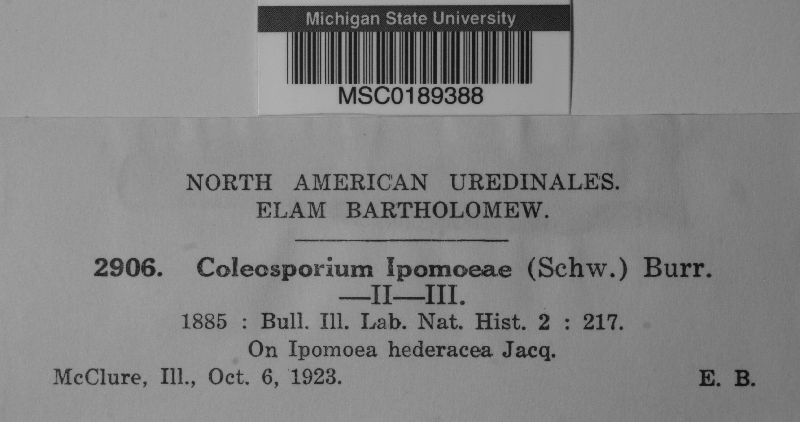 Michigan State University
MSC0189388
NORTH AMERICAN UREDINALES.
ELAM BARTHOLOMEW.
2906. Coleosporium Ipomoeae (Schw.) Burr.
—II—III.
1885 : Bull. Ill. Lab. Nat. Hist. 2 : 217.
On Ipomoea hederacea Jacq.
McClure, Ill., Oct. 6, 1923. E. B.